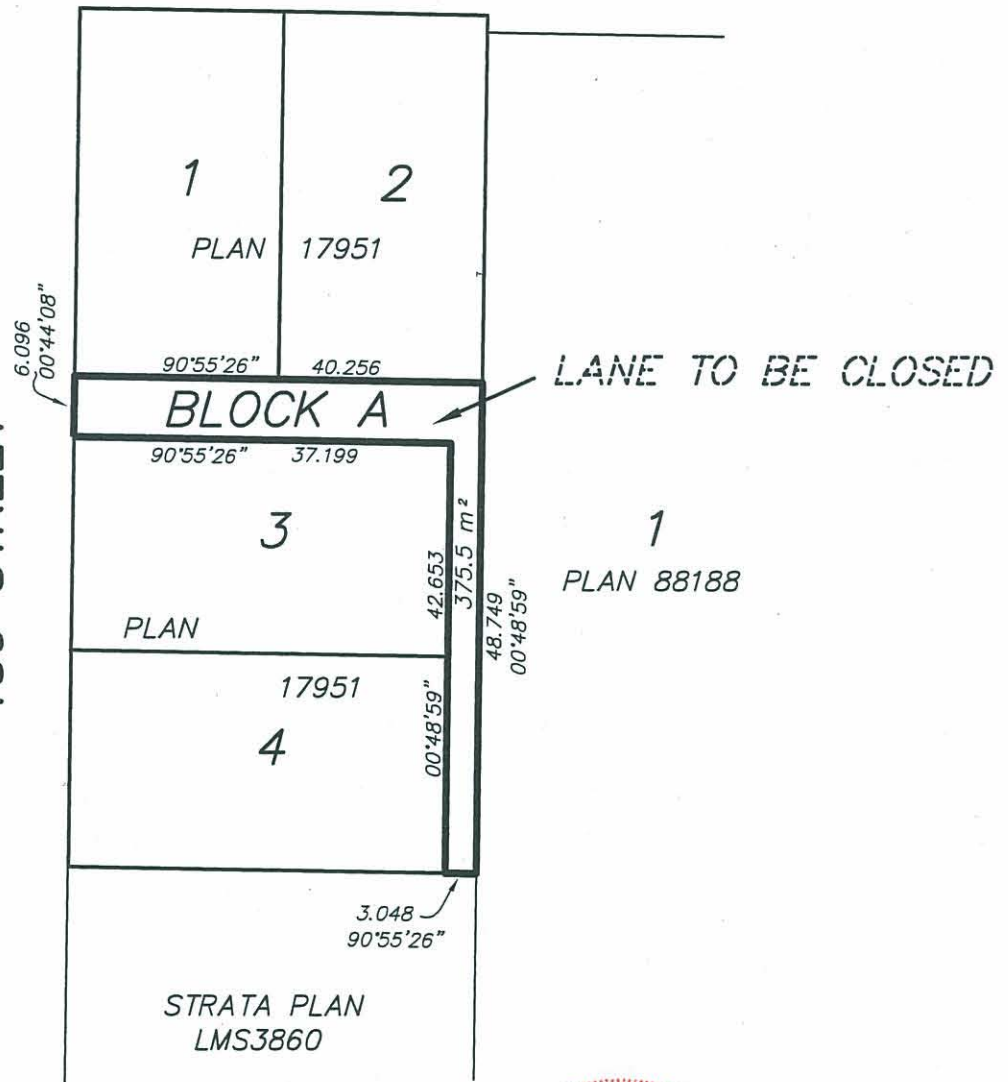 1
2
PLAN 17951
6.096
00°44'08"
90°55'26" 40.256
LANE TO BE CLOSED
BLOCK A
90°55'26" 37.199
3
42.653
375.5 m²
48.749
00°48'59"
1
PLAN 88188
PLAN
17951
4
00°48'59"
3.048
90°55'26"
STRATA PLAN
LMS3860